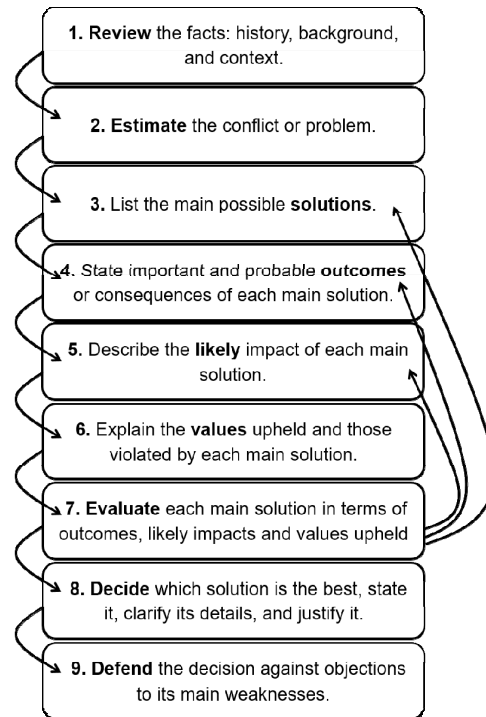 1. Review the facts: history, background,
and context.
2. Estimate the conflict or problem.
3. List the main possible solutions.
4. State important and probable outcomes
or consequences of each main solution.
5. Describe the likely impact of each main
solution.
6. Explain the values upheld and those
violated by each main solution.
7. Evaluate each main solution in terms of
outcomes, likely impacts and values upheld
8. Decide which solution is the best, state
it, clarify its details, and justify it.
9. Defend the decision against objections
to its main weaknesses.